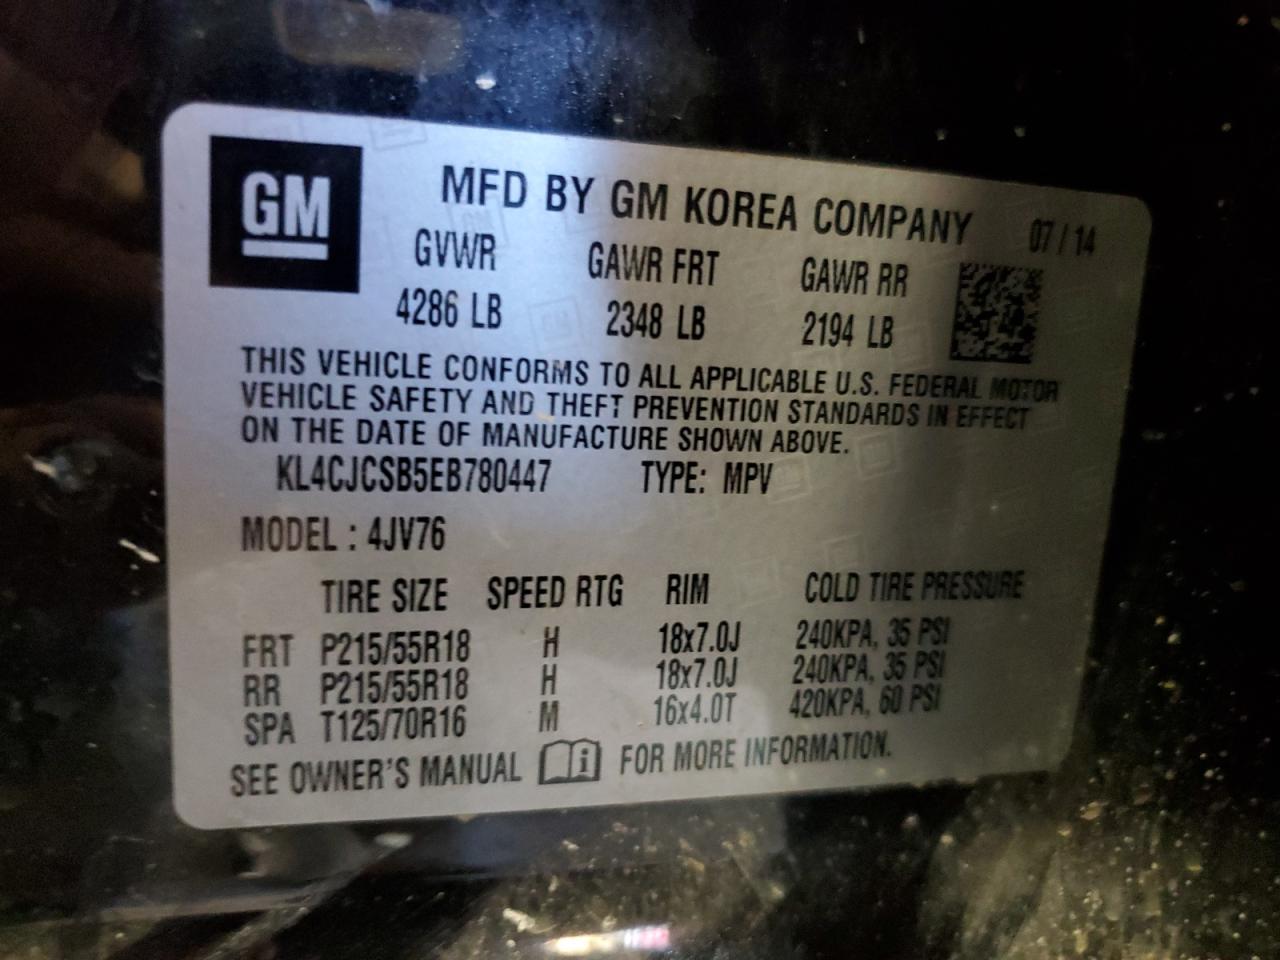 GM
MFD BY GM KOREA COMPANY 07 / 14
GVWR GAWR FRT GAWR RR
4286 LB 2348 LB 2194 LB
THIS VEHICLE CONFORMS TO ALL APPLICABLE U.S. FEDERAL MOTOR
VEHICLE SAFETY AND THEFT PREVENTION STANDARDS IN EFFECT
ON THE DATE OF MANUFACTURE SHOWN ABOVE.
KL4CJCSB5EB780447 TYPE: MPV
MODEL : 4JV76
TIRE SIZE SPEED RTG RIM COLD TIRE PRESSURE
FRT P215/55R18 H 18x7.0J 240KPA, 35 PSI
RR P215/55R18 H 18x7.0J 240KPA, 35 PSI
SPA T125/70R16 M 16x4.0T 420KPA, 60 PSI
SEE OWNER'S MANUAL i FOR MORE INFORMATION.